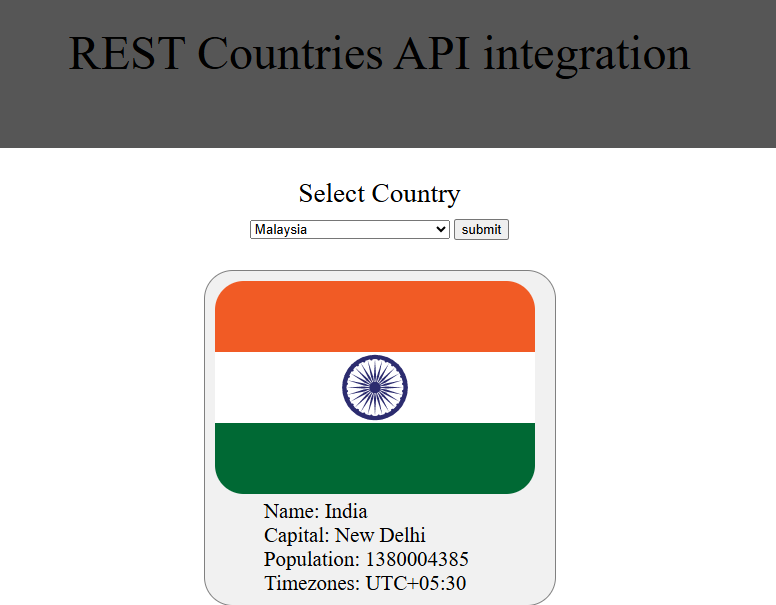 REST Countries API integration
Select Country
Malaysia submit
Name: India
Capital: New Delhi
Population: 1380004385
Timezones: UTC+05:30